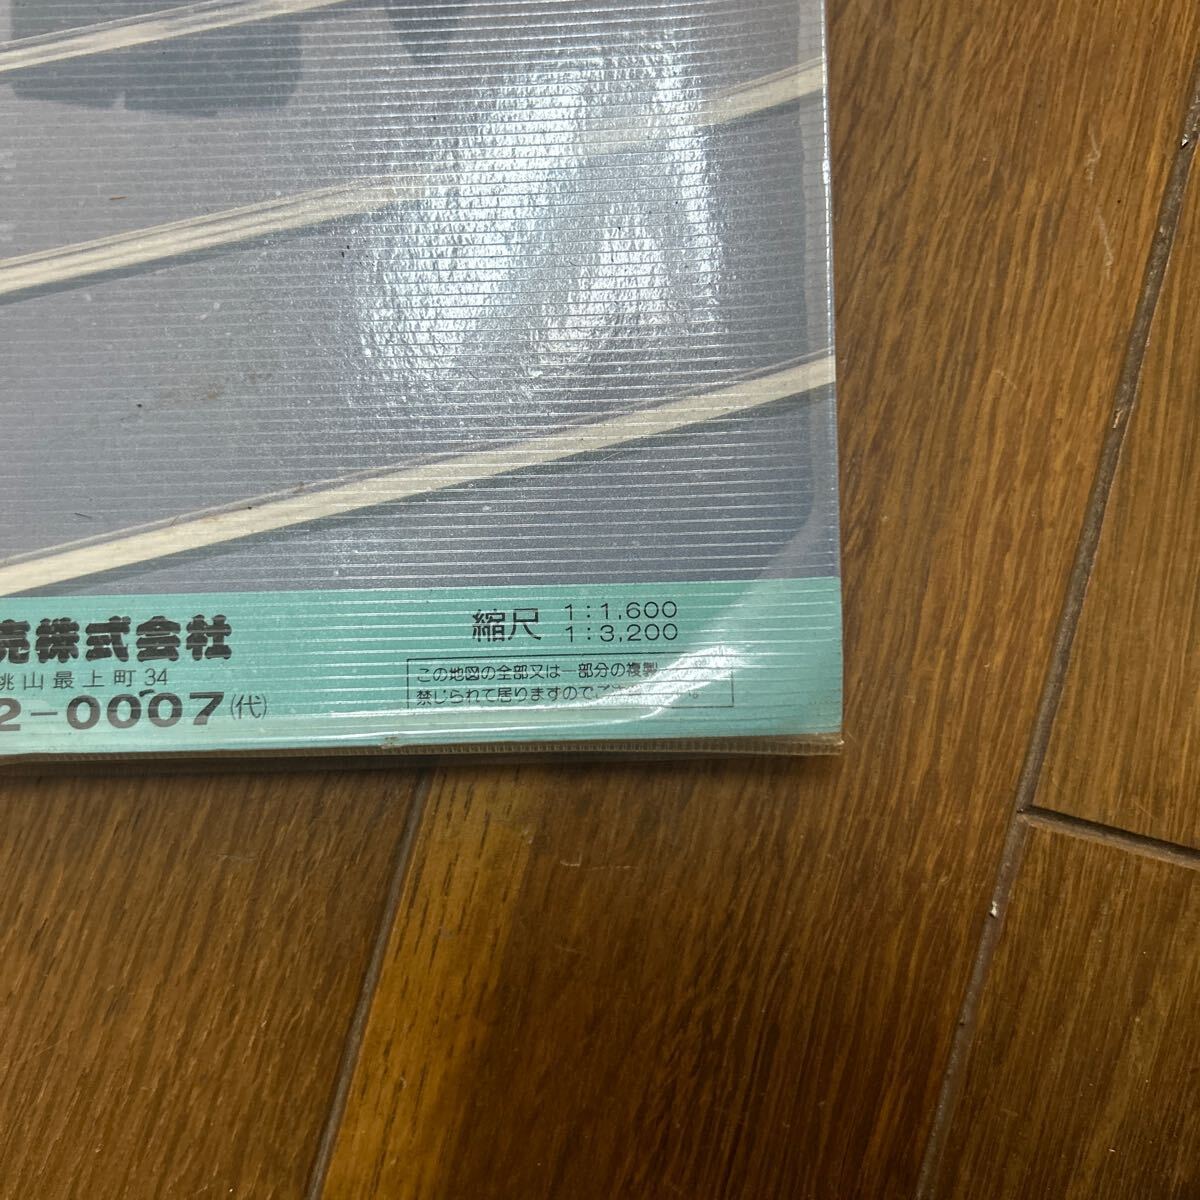 売株式会社
桃山最上町34
2-0007(代)
縮尺 1:1,600
1:3,200
この地図の全部又は一部分の複製
禁じられて居りますのでご